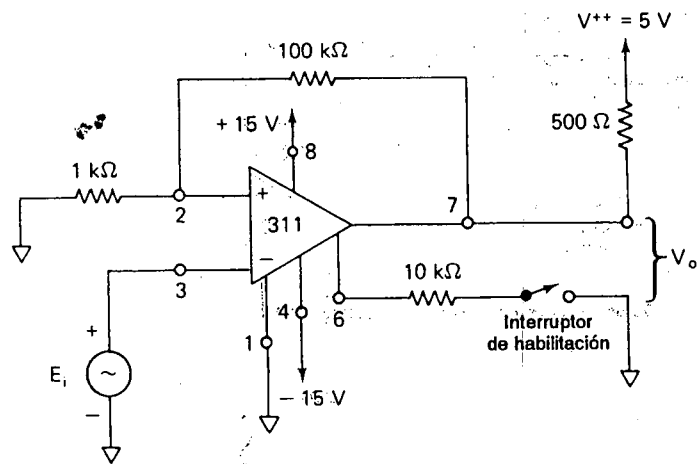 V⁺⁺ = 5 V
100 kΩ
+ 15 V
500 Ω
8
1 kΩ
+
2
7
311
−
3
10 kΩ
V₀
4
6
1
Interruptor
de habilitación
+
Eᵢ
~
−
− 15 V